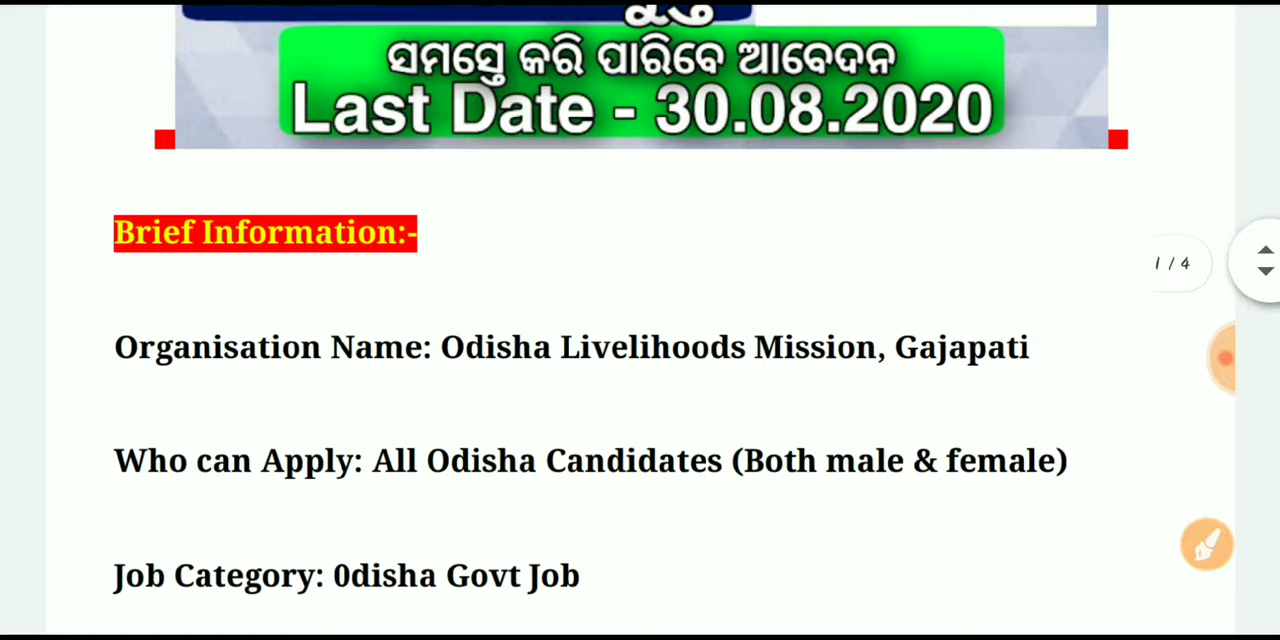 ସମସ୍ତେ କରି ପାରିବେ ଆବେଦନ
Last Date - 30.08.2020
Brief Information:-
1 / 4
Organisation Name: Odisha Livelihoods Mission, Gajapati
Who can Apply: All Odisha Candidates (Both male & female)
Job Category: 0disha Govt Job